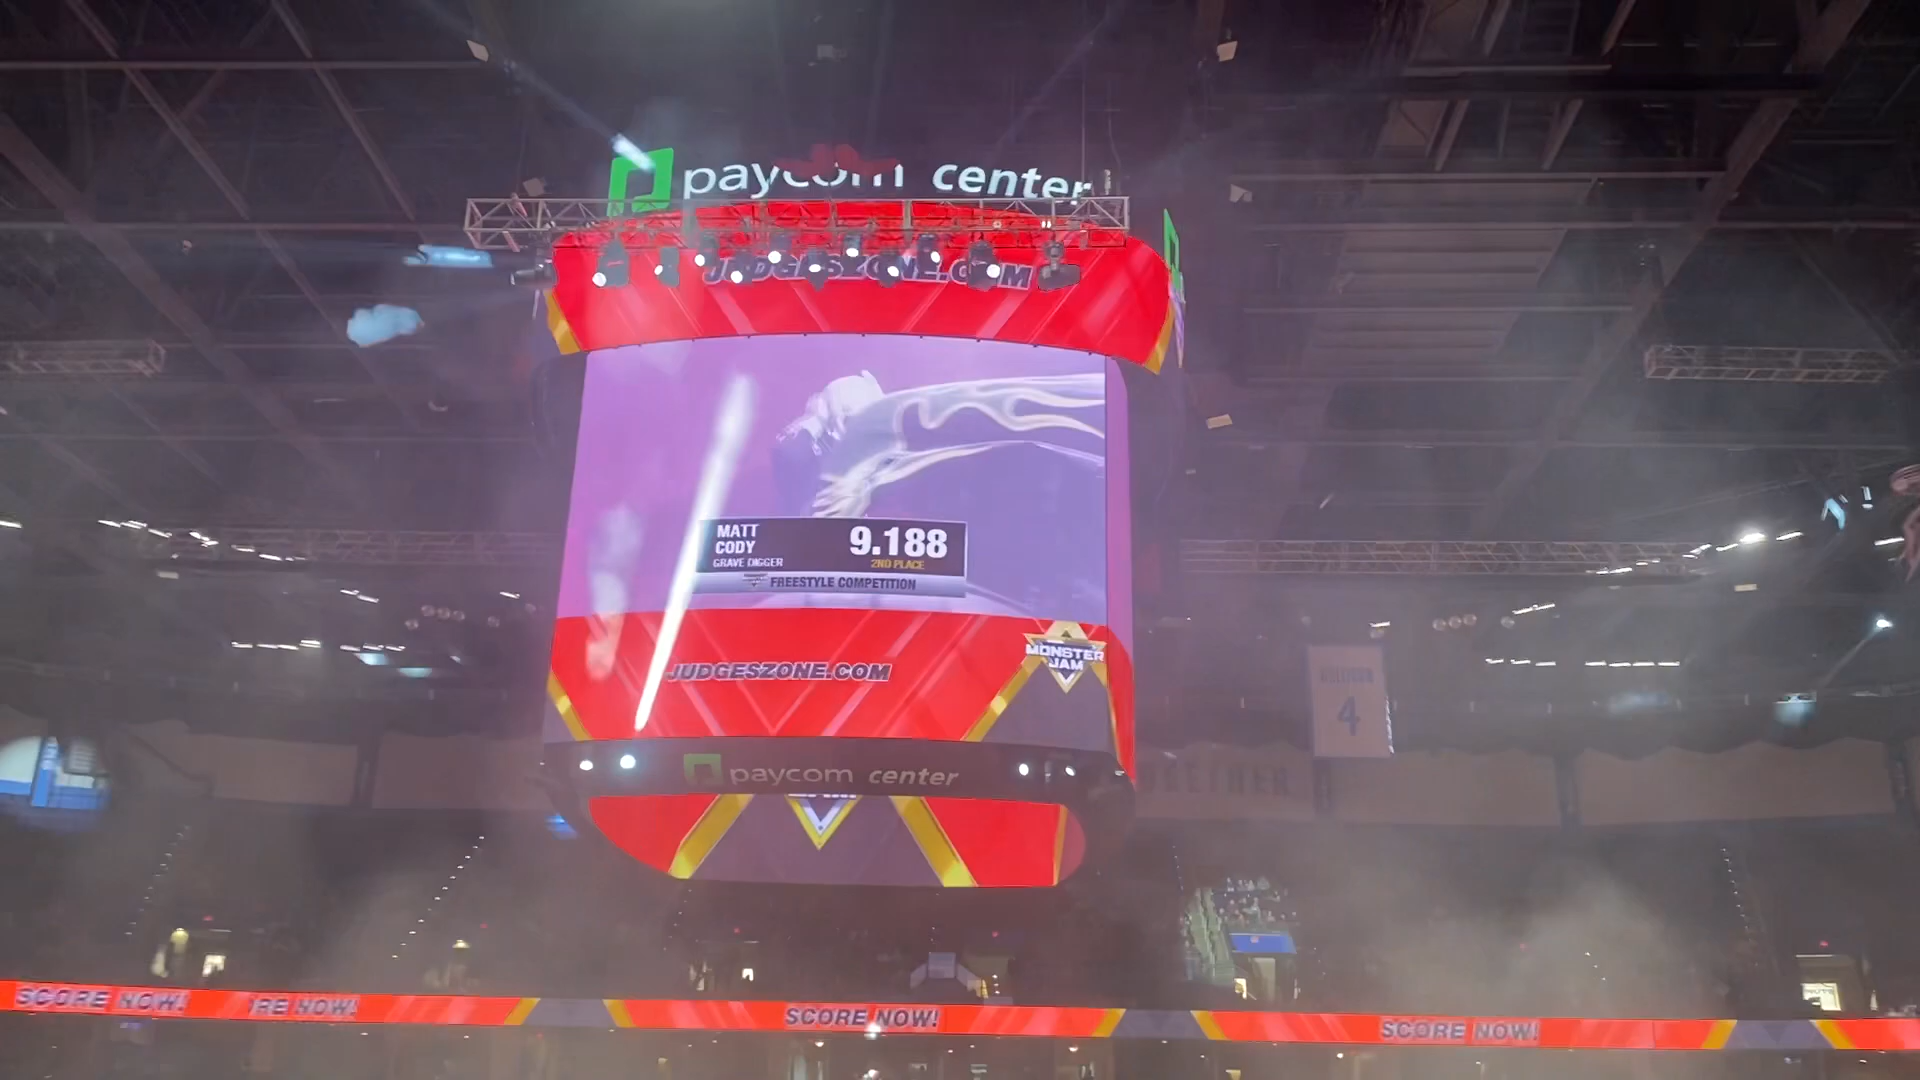 paycom center
JUDGESZONE.COM
MATT
CODY
GRAVE DIGGER
9.188
2ND PLACE
FREESTYLE COMPETITION
JUDGESZONE.COM
MONSTER
JAM
4
paycom center
SCORE NOW!
RE NOW!
SCORE NOW!
SCORE NOW!